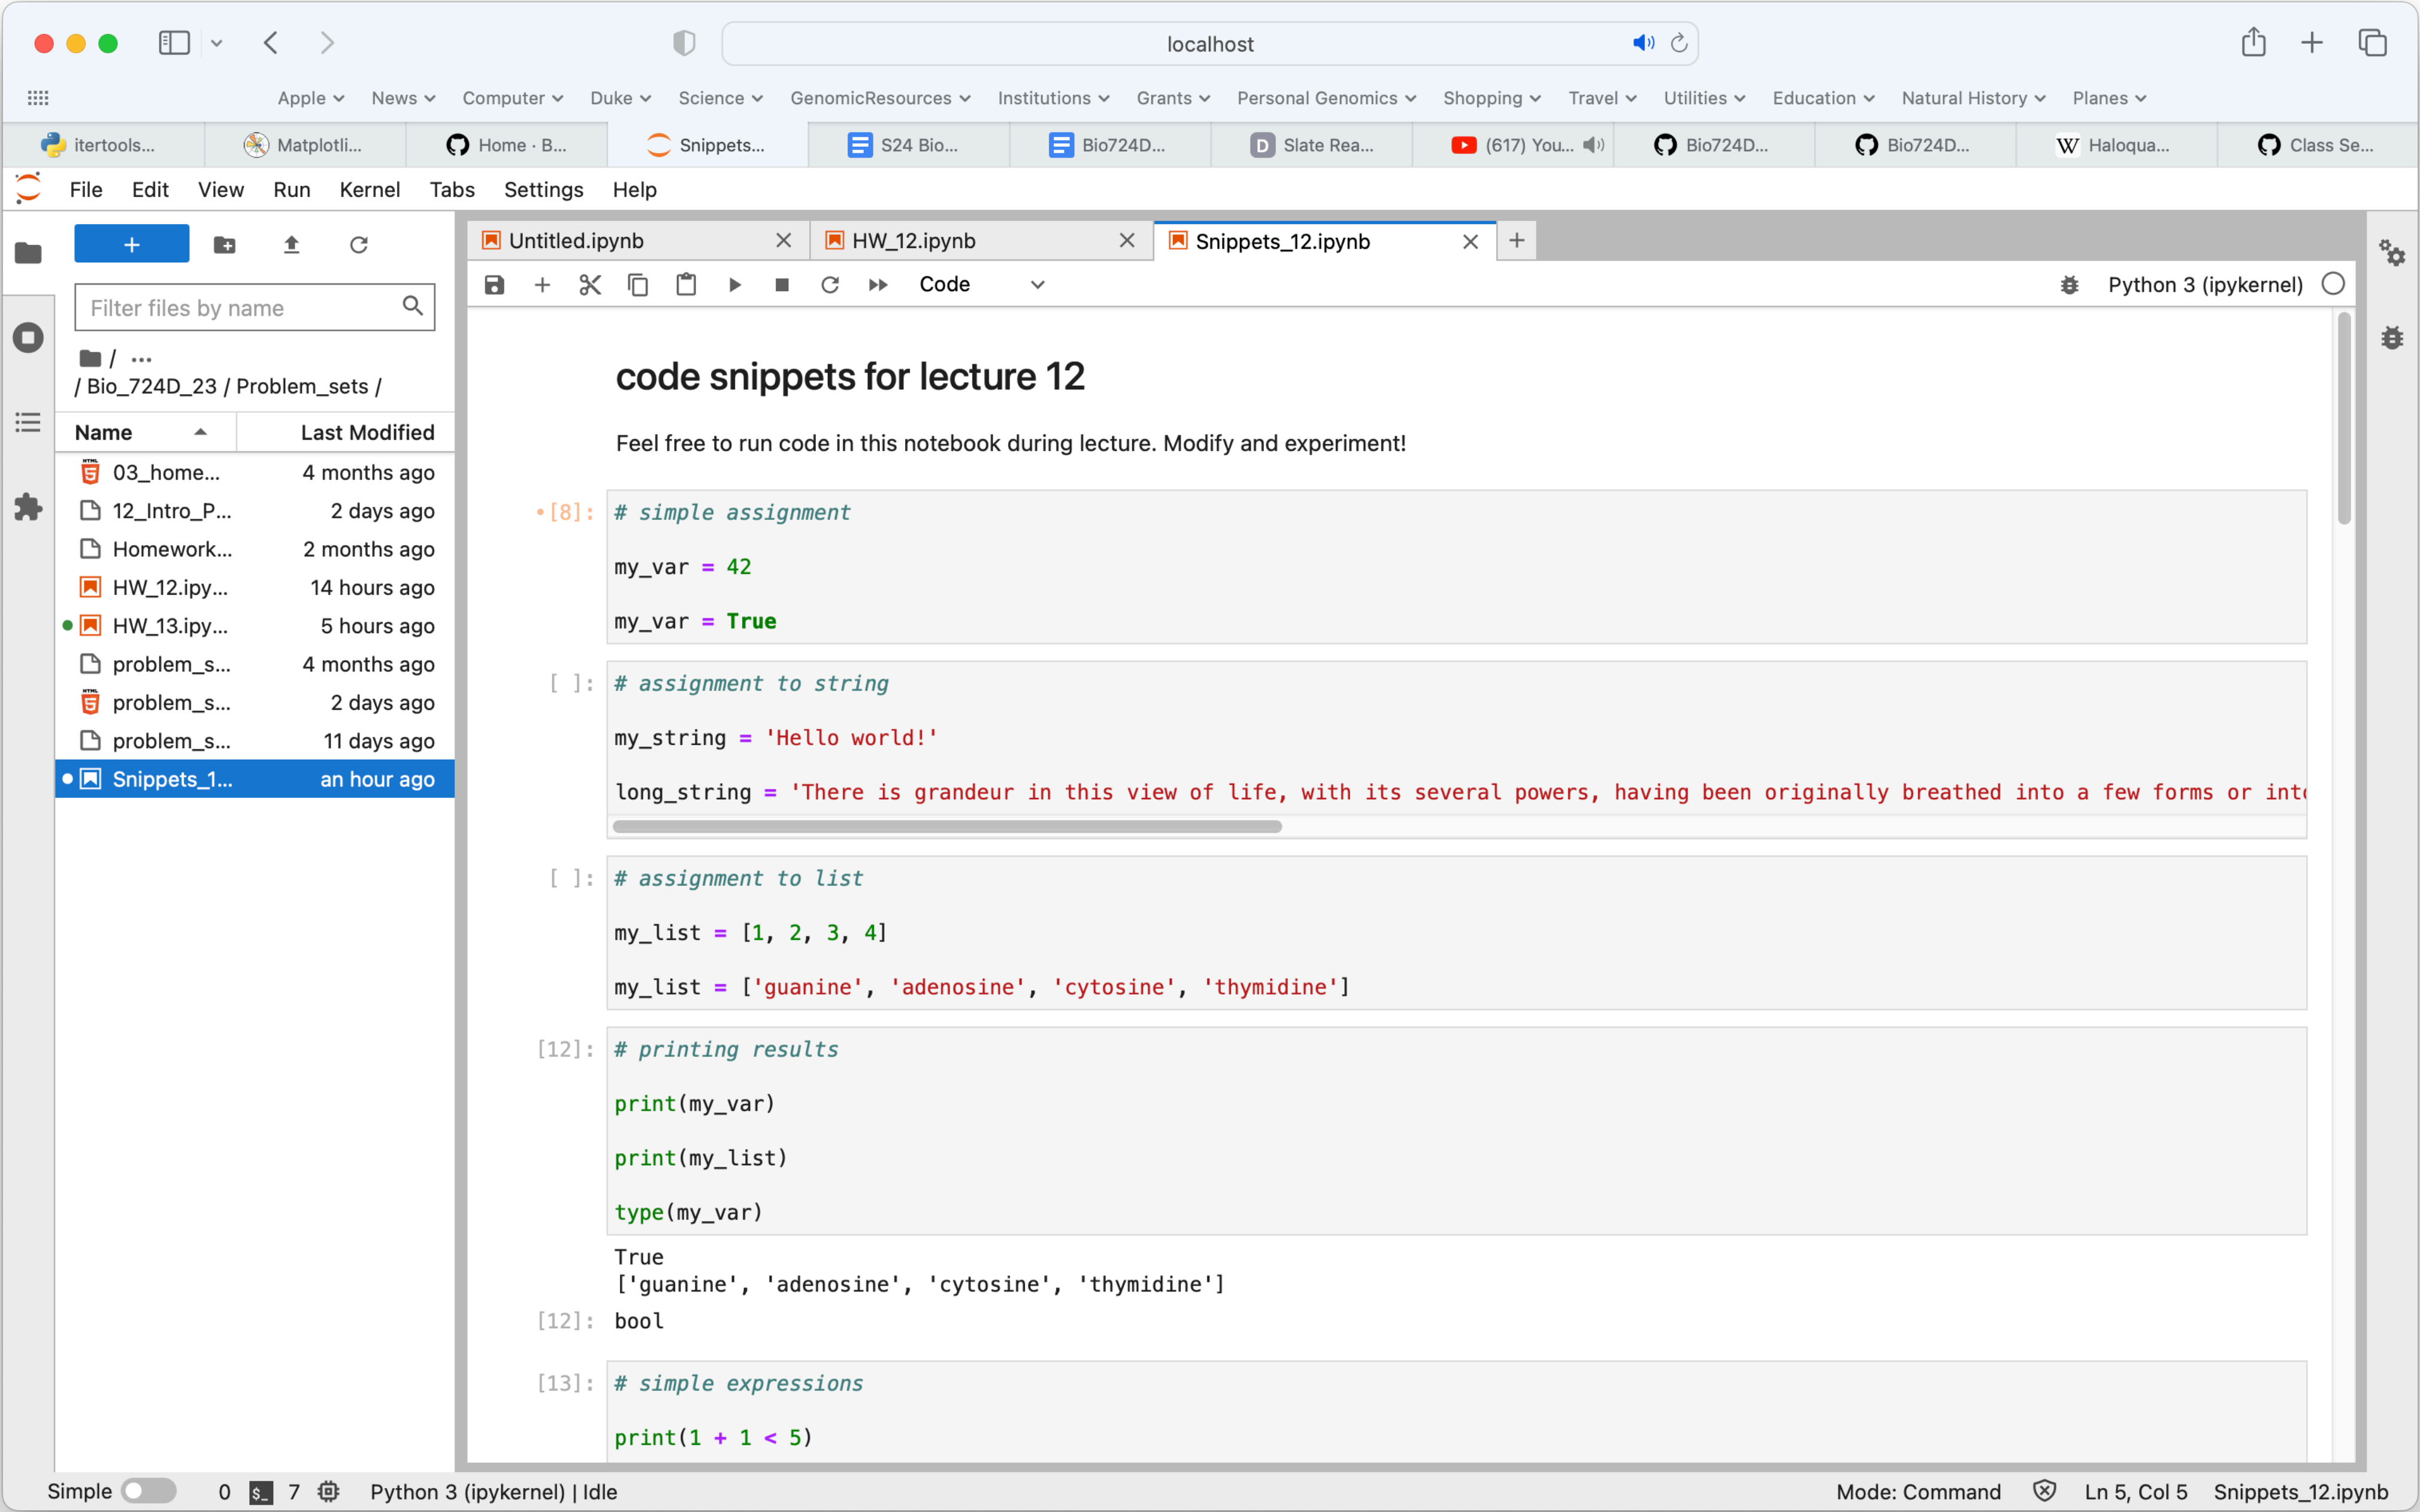 localhost
Apple News Computer Duke Science GenomicResources Institutions Grants Personal Genomics Shopping Travel Utilities Education Natural History Planes
itertools... Matplotli... Home · B... Snippets... S24 Bio... Bio724D... Slate Rea... (617) You... Bio724D... Bio724D... Haloqua... Class Se...
File Edit View Run Kernel Tabs Settings Help
Untitled.ipynb HW_12.ipynb Snippets_12.ipynb
Code Python 3 (ipykernel)
Filter files by name
/ ...
/ Bio_724D_23 / Problem_sets /
Name Last Modified
03_home... 4 months ago
12_Intro_P... 2 days ago
Homework... 2 months ago
HW_12.ipy... 14 hours ago
HW_13.ipy... 5 hours ago
problem_s... 4 months ago
problem_s... 2 days ago
problem_s... 11 days ago
Snippets_1... an hour ago
code snippets for lecture 12
Feel free to run code in this notebook during lecture. Modify and experiment!
[8]: # simple assignment
my_var = 42
my_var = True
[ ]: # assignment to string
my_string = 'Hello world!'
long_string = 'There is grandeur in this view of life, with its several powers, having been originally breathed into a few forms or into
[ ]: # assignment to list
my_list = [1, 2, 3, 4]
my_list = ['guanine', 'adenosine', 'cytosine', 'thymidine']
[12]: # printing results
print(my_var)
print(my_list)
type(my_var)
True
['guanine', 'adenosine', 'cytosine', 'thymidine']
[12]: bool
[13]: # simple expressions
print(1 + 1 < 5)
Simple 0 $_ 7 Python 3 (ipykernel) | Idle Mode: Command Ln 5, Col 5 Snippets_12.ipynb